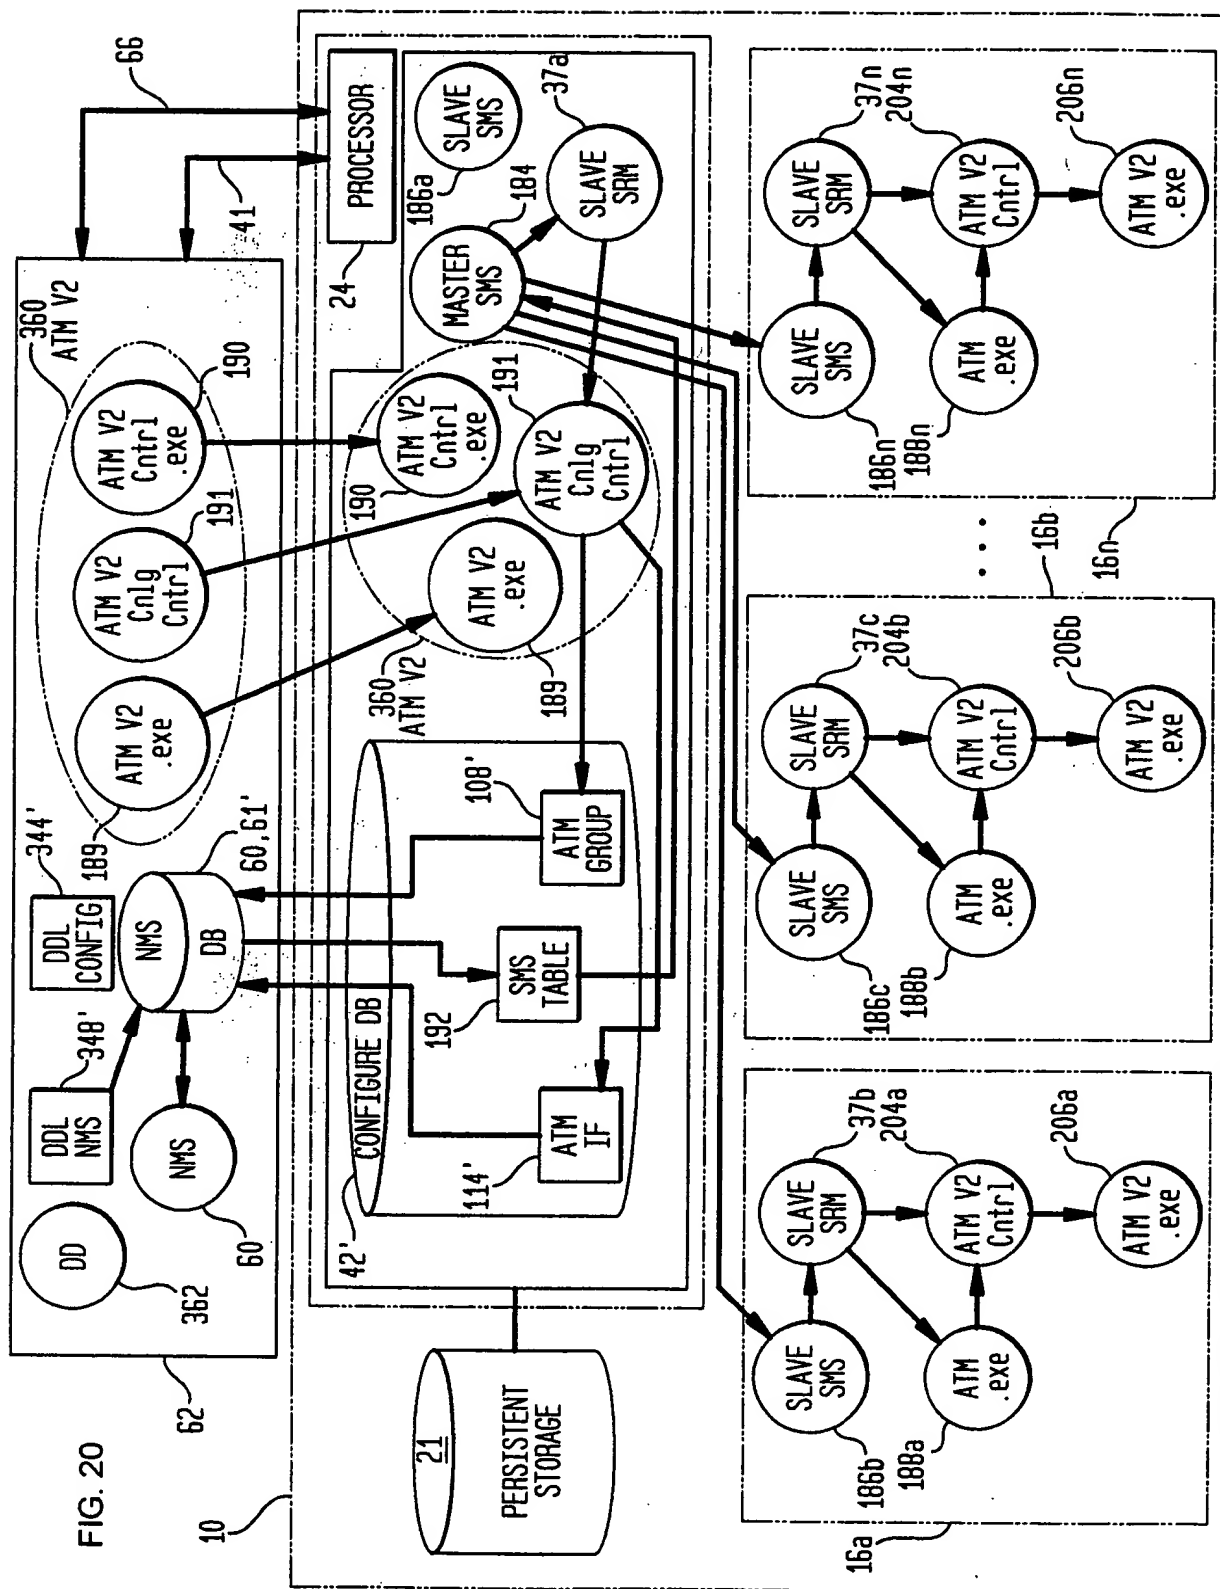 FIG. 20
62
DD
362
DDL
NMS
348'
NMS
60
DDL
CONFIG
344'
NMS
DB
60,61'
189
ATM V2
.exe
ATM V2
Cnlg
Cntrl
191
ATM V2
Cntrl
.exe
190
360
ATM V2
41
66
10
21
PERSISTENT
STORAGE
42'
CONFIGURE DB
ATM
IF
114'
SMS
TABLE
192
ATM
GROUP
108'
360
ATM V2
ATM V2
.exe
189
ATM V2
Cntrl
.exe
190
ATM V2
Cnlg
Cntrl
191
PROCESSOR
24
MASTER
SMS
184
SLAVE
SMS
186a
SLAVE
SRM
37a
16a
SLAVE
SMS
186b
SLAVE
SRM
37b
ATM
.exe
188a
ATM V2
Cntrl
204a
ATM V2
.exe
206a
16b
SLAVE
SMS
186c
SLAVE
SRM
37c
ATM
.exe
188b
ATM V2
Cntrl
204b
ATM V2
.exe
206b
16n
SLAVE
SMS
186n
SLAVE
SRM
37n
ATM
.exe
188n
ATM V2
Cntrl
204n
ATM V2
.exe
206n